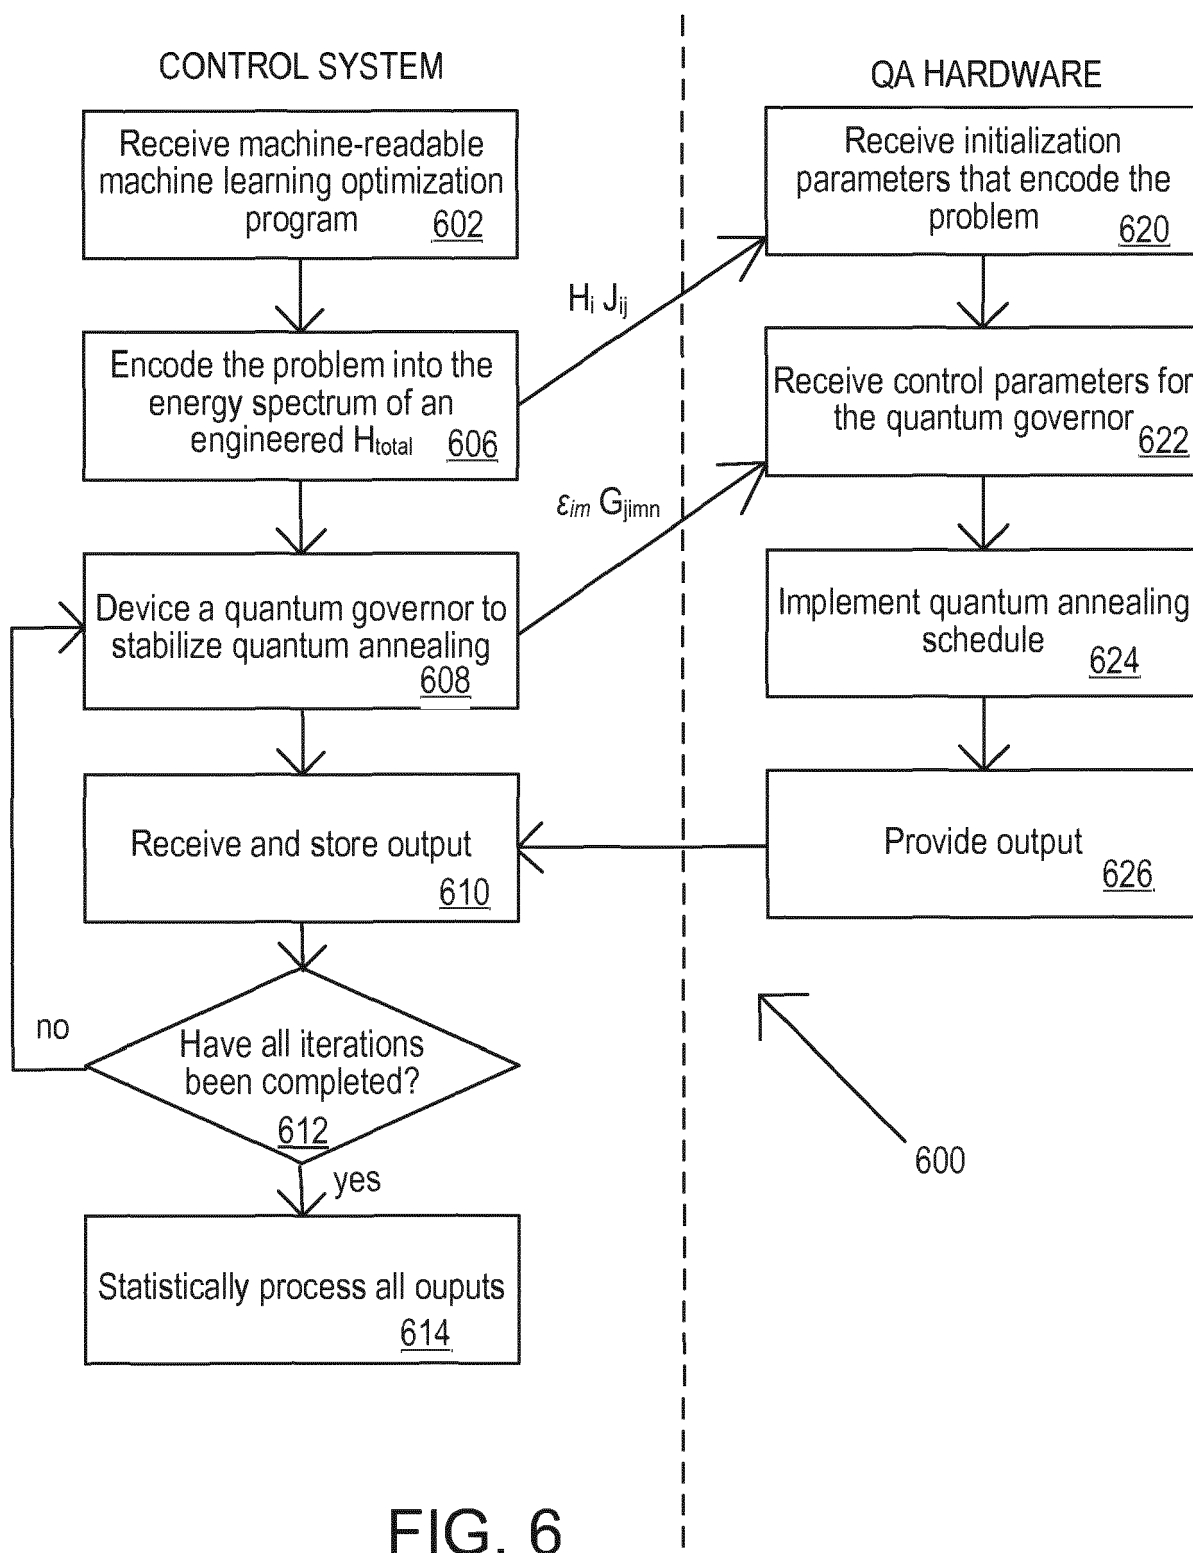 CONTROL SYSTEM
Receive machine-readable
machine learning optimization
program
602
Encode the problem into the
energy spectrum of an
engineered Htotal
606
Device a quantum governor to
stabilize quantum annealing
608
Receive and store output
610
Have all iterations
been completed?
612
no
yes
Statistically process all ouputs
614
Hi Jij
εim Gjimn
QA HARDWARE
Receive initialization
parameters that encode the
problem
620
Receive control parameters for
the quantum governor
622
Implement quantum annealing
schedule
624
Provide output
626
600
FIG. 6